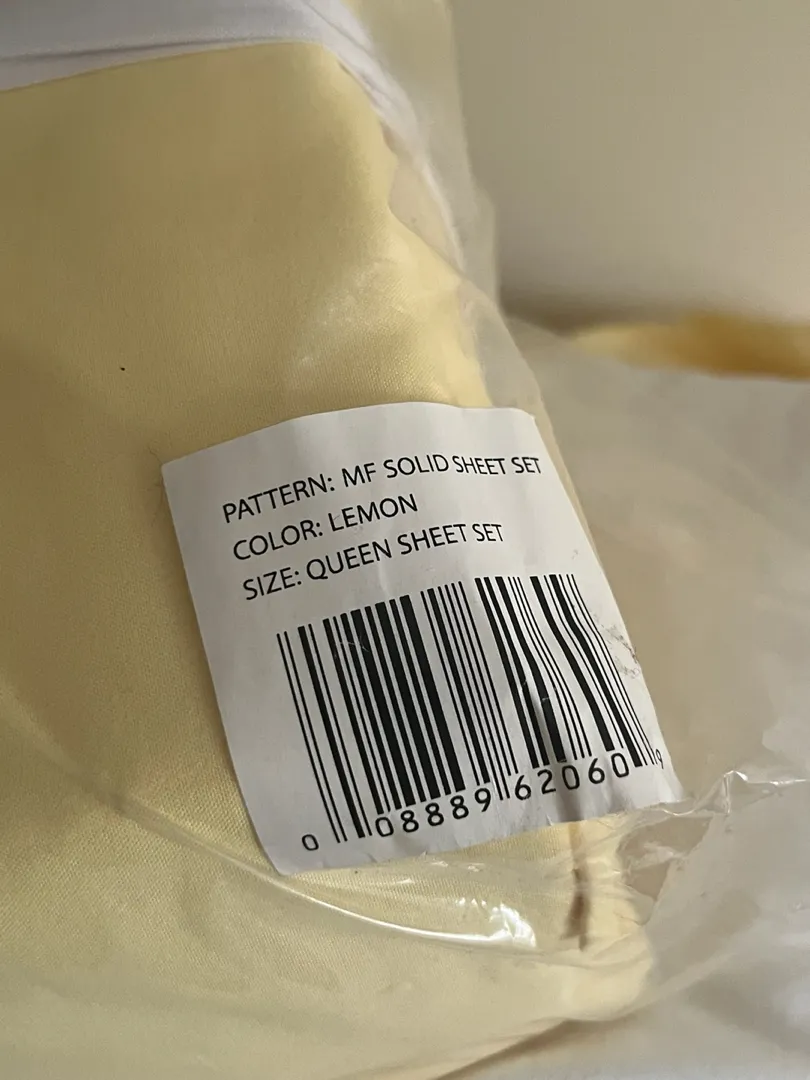 PATTERN: MF SOLID SHEET SET
COLOR: LEMON
SIZE: QUEEN SHEET SET
0 08889 62060 9